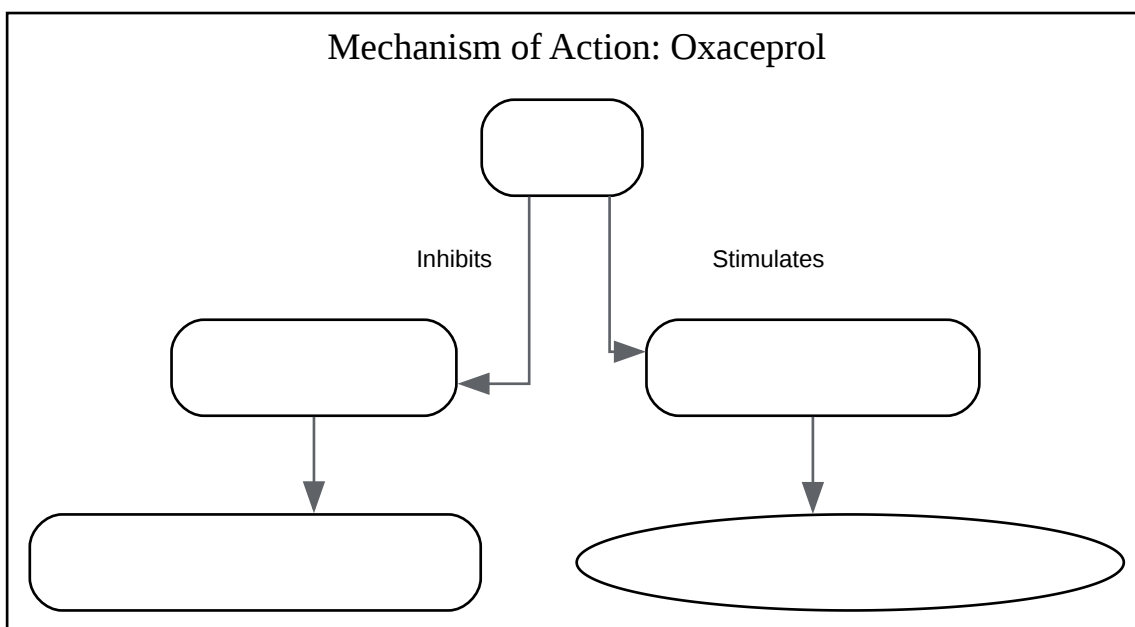 Mechanism of Action: Oxaceprol
Inhibits
Stimulates